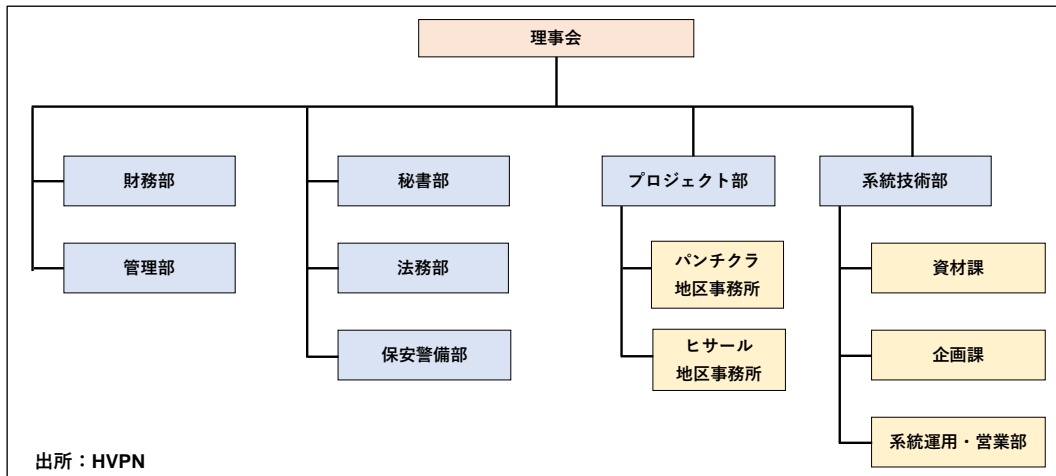 理事会
財務部
秘書部
プロジェクト部
系統技術部
管理部
法務部
パンチクラ
地区事務所
資材課
保安警備部
ヒサール
地区事務所
企画課
系統運用・営業部
出所：HVPN